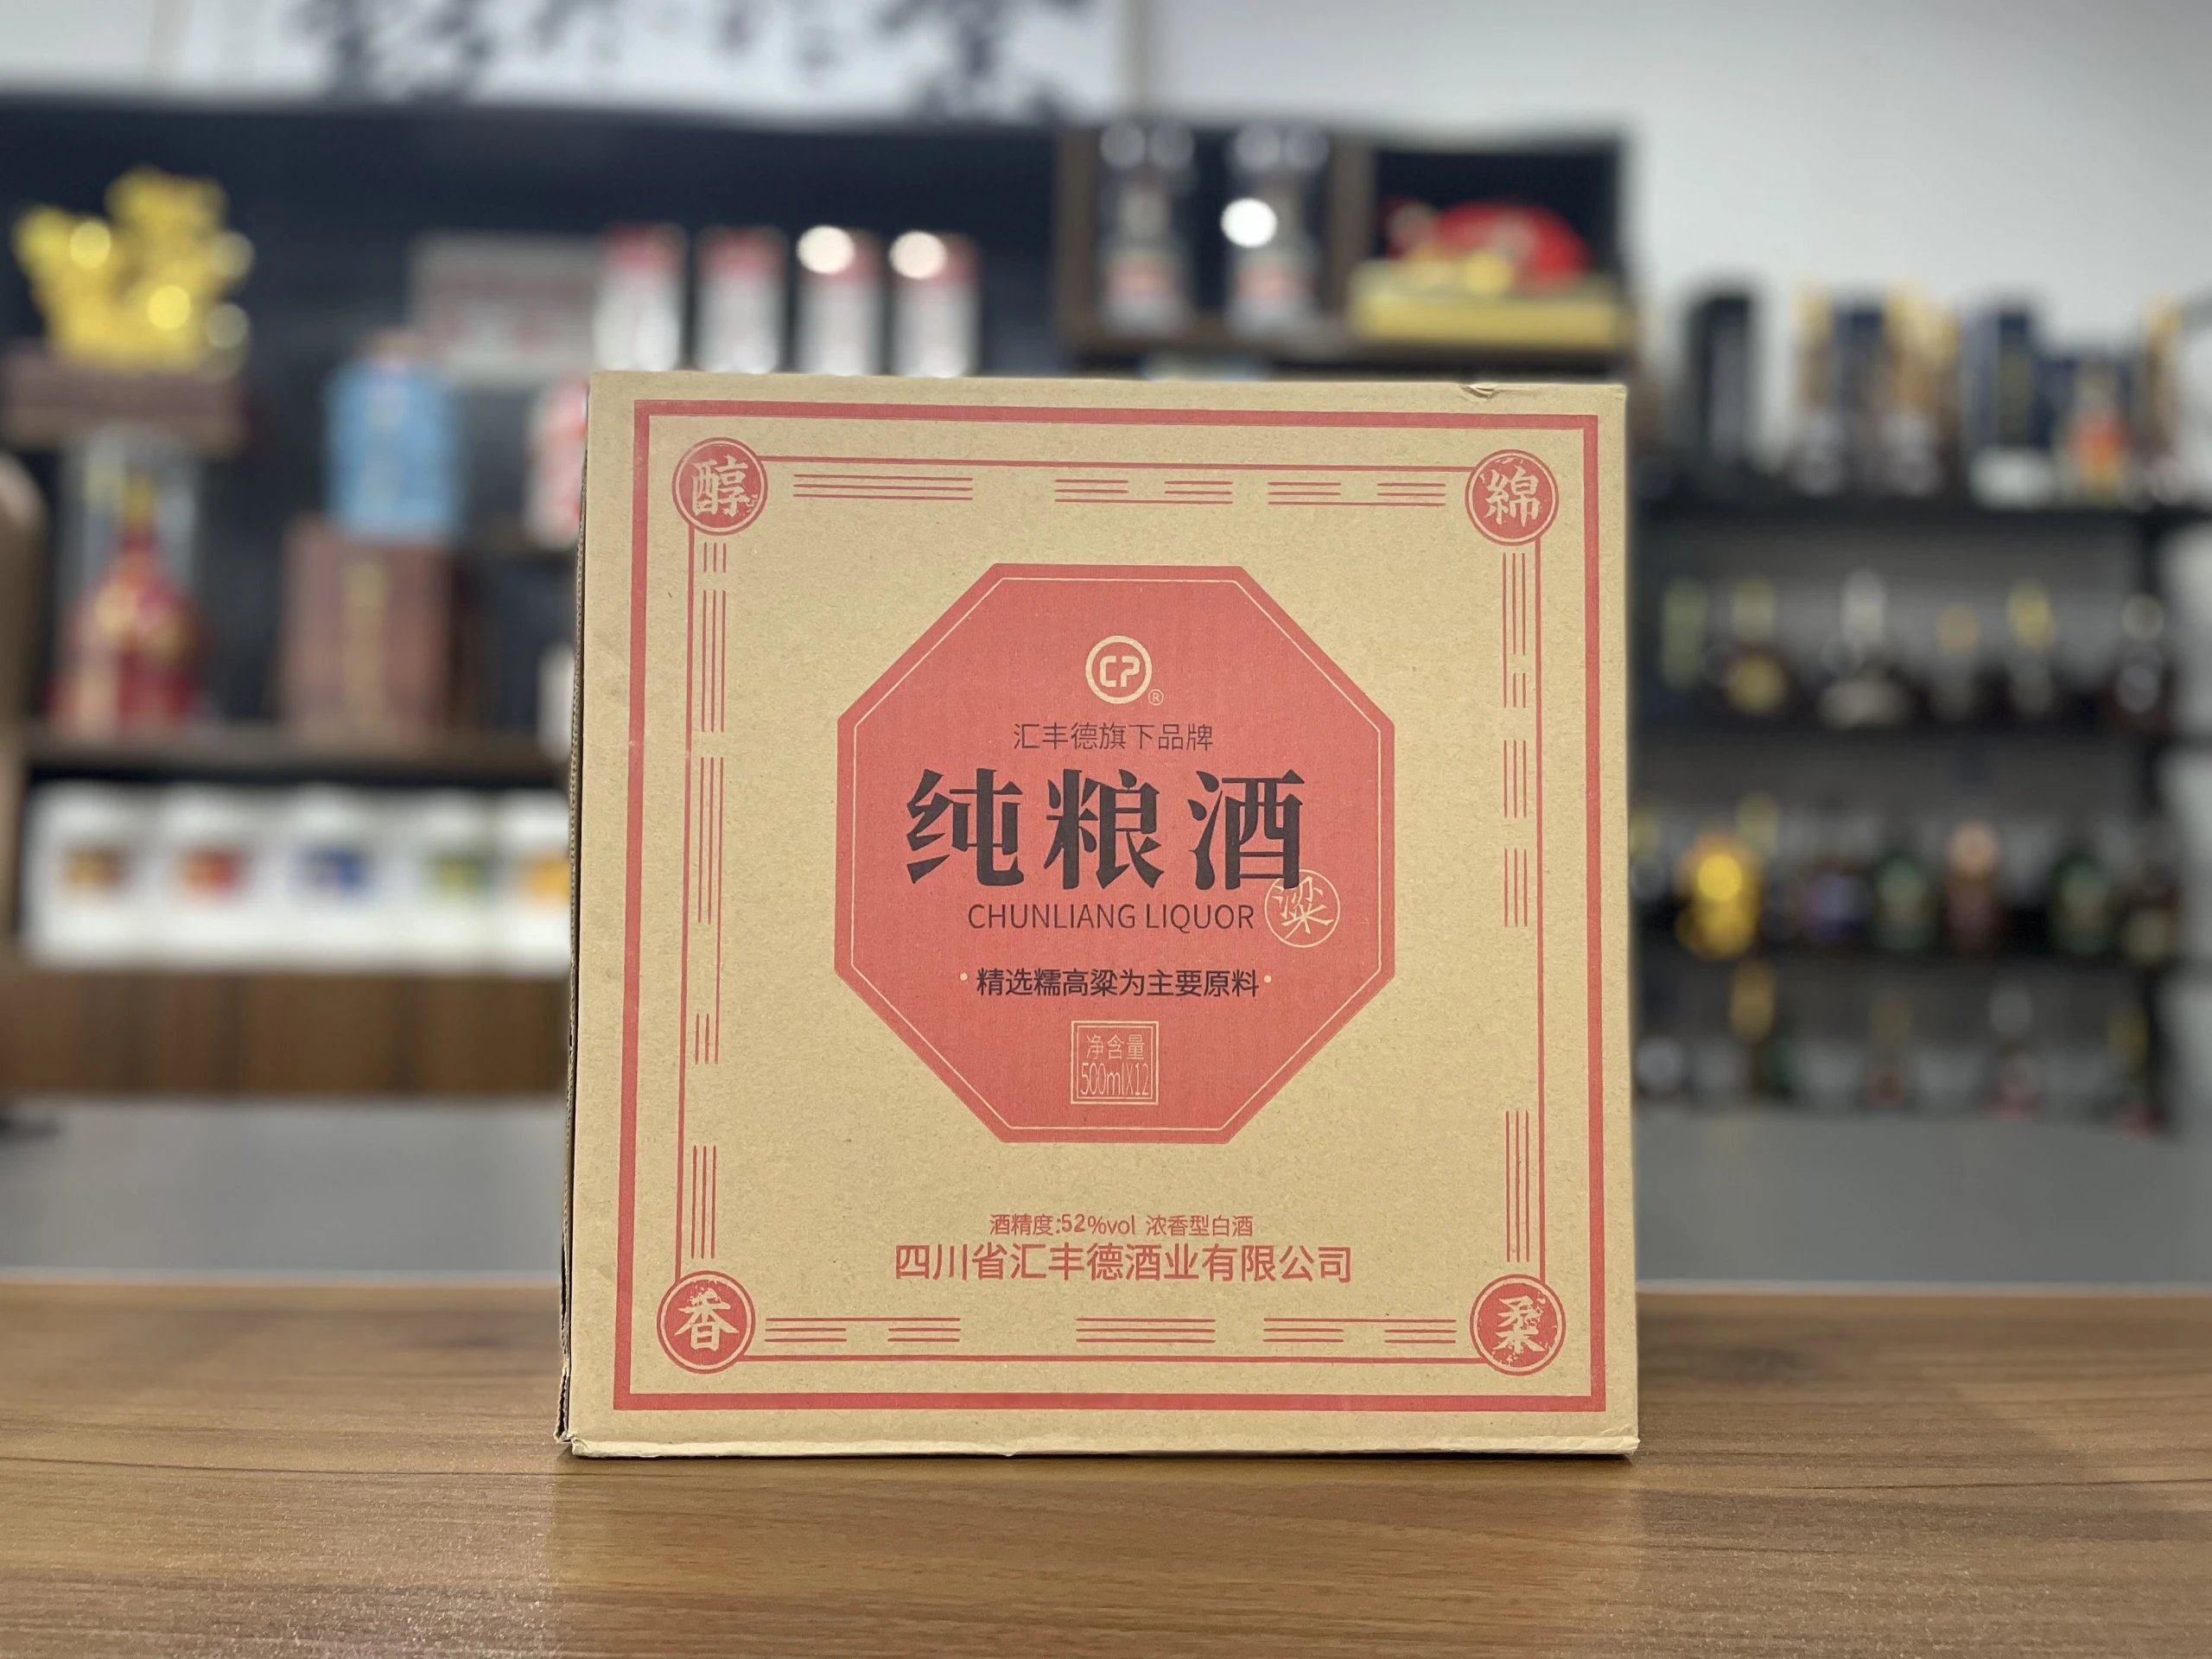 醇
綿
CP
®
汇丰德旗下品牌
纯粮酒
CHUNLIANG LIQUOR
粱
·精选糯高粱为主要原料·
净含量
500mlX12
酒精度:52%vol 浓香型白酒
四川省汇丰德酒业有限公司
香
柔